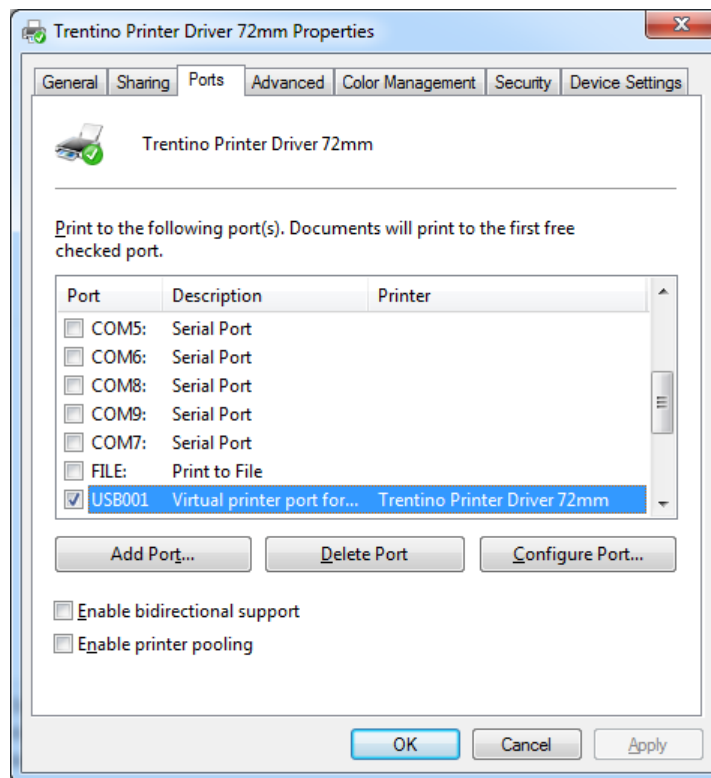 Trentino Printer Driver 72mm Properties
General Sharing Ports Advanced Color Management Security Device Settings
Trentino Printer Driver 72mm
Print to the following port(s). Documents will print to the first free
checked port.
Port Description Printer
COM5: Serial Port
COM6: Serial Port
COM8: Serial Port
COM9: Serial Port
COM7: Serial Port
FILE: Print to File
USB001 Virtual printer port for... Trentino Printer Driver 72mm
Add Port... Delete Port Configure Port...
Enable bidirectional support
Enable printer pooling
OK Cancel Apply